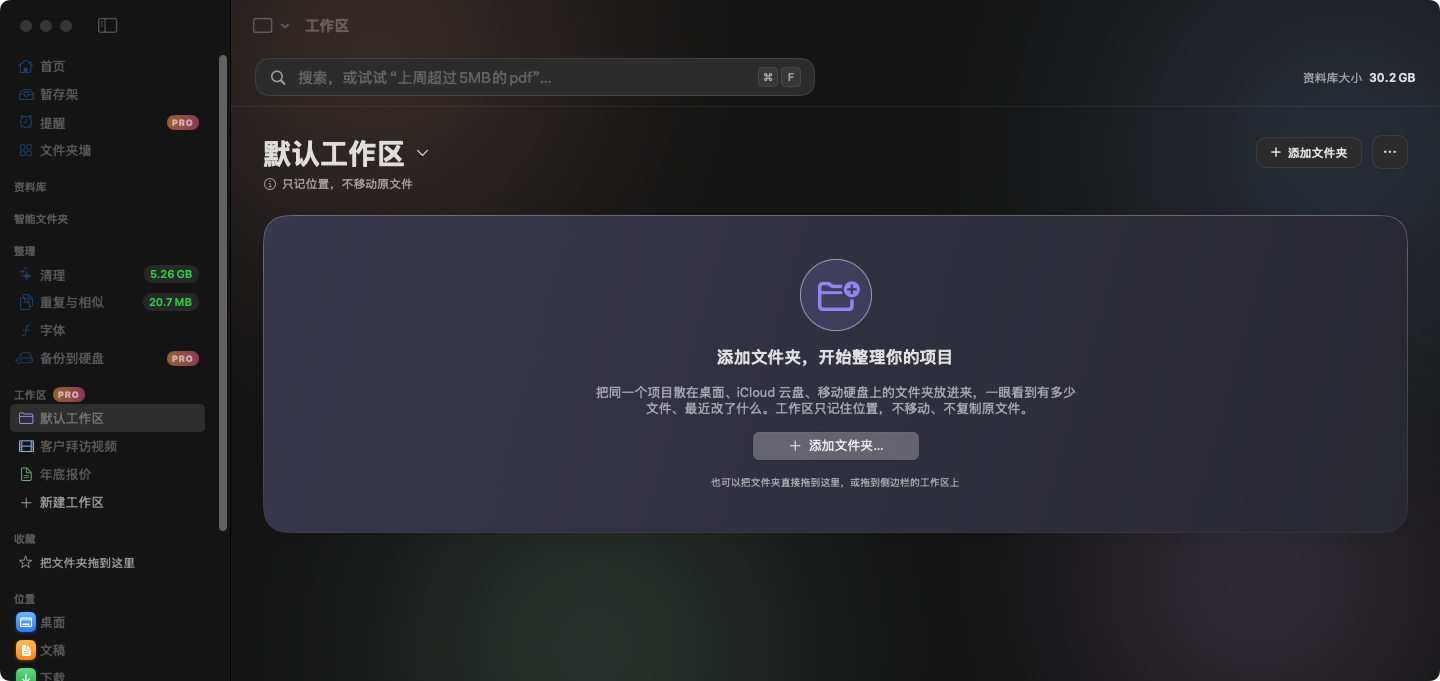 工作区
首页
暂存架
提醒 PRO
文件夹墙
资料库
智能文件夹
整理
清理 5.26 GB
重复与相似 20.7 MB
字体
备份到硬盘 PRO
工作区 PRO
默认工作区
客户拜访视频
年底报价
新建工作区
收藏
把文件夹拖到这里
位置
桌面
文稿
下载
搜索，或试试“上周超过5MB的pdf”... ⌘ F
资料库大小 30.2 GB
默认工作区
只记位置，不移动原文件
添加文件夹
添加文件夹，开始整理你的项目
把同一个项目散在桌面、iCloud 云盘、移动硬盘上的文件夹放进来，一眼看到有多少
文件、最近改了什么。工作区只记住位置，不移动、不复制原文件。
添加文件夹...
也可以把文件夹直接拖到这里，或拖到侧边栏的工作区上